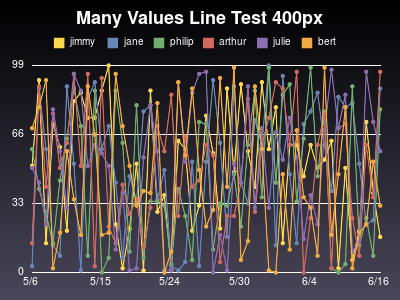 Many Values Line Test 400px
jimmy jane philip arthur julie bert
99
66
33
0
5/6 5/15 5/24 5/30 6/4 6/16